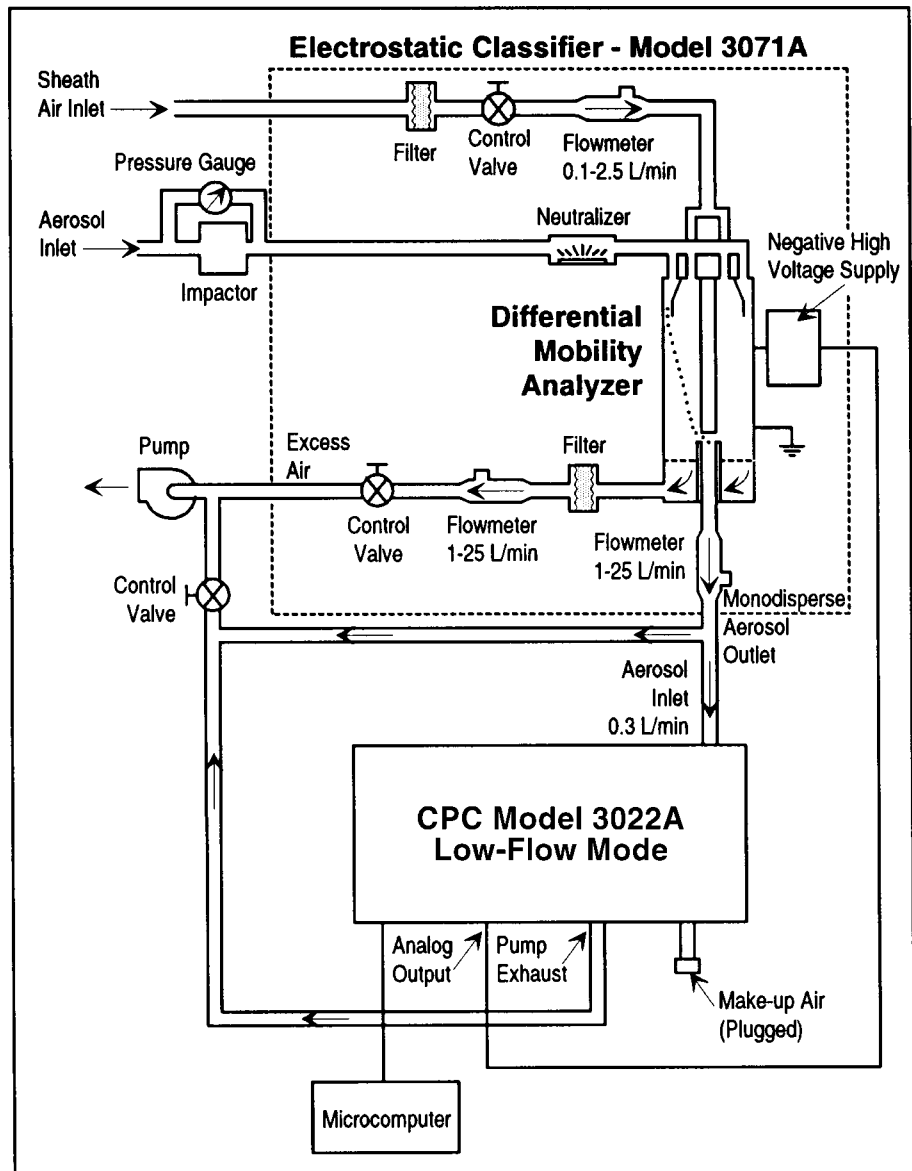 Electrostatic Classifier - Model 3071A
Sheath
Air Inlet
Filter
Control
Valve
Flowmeter
0.1-2.5 L/min
Pressure Gauge
Aerosol
Inlet
Impactor
Neutralizer
Negative High
Voltage Supply
Differential
Mobility
Analyzer
Pump
Excess
Air
Filter
Control
Valve
Flowmeter
1-25 L/min
Flowmeter
1-25 L/min
Control
Valve
Monodisperse
Aerosol
Outlet
Aerosol
Inlet
0.3 L/min
CPC Model 3022A
Low-Flow Mode
Analog
Output
Pump
Exhaust
Make-up Air
(Plugged)
Microcomputer